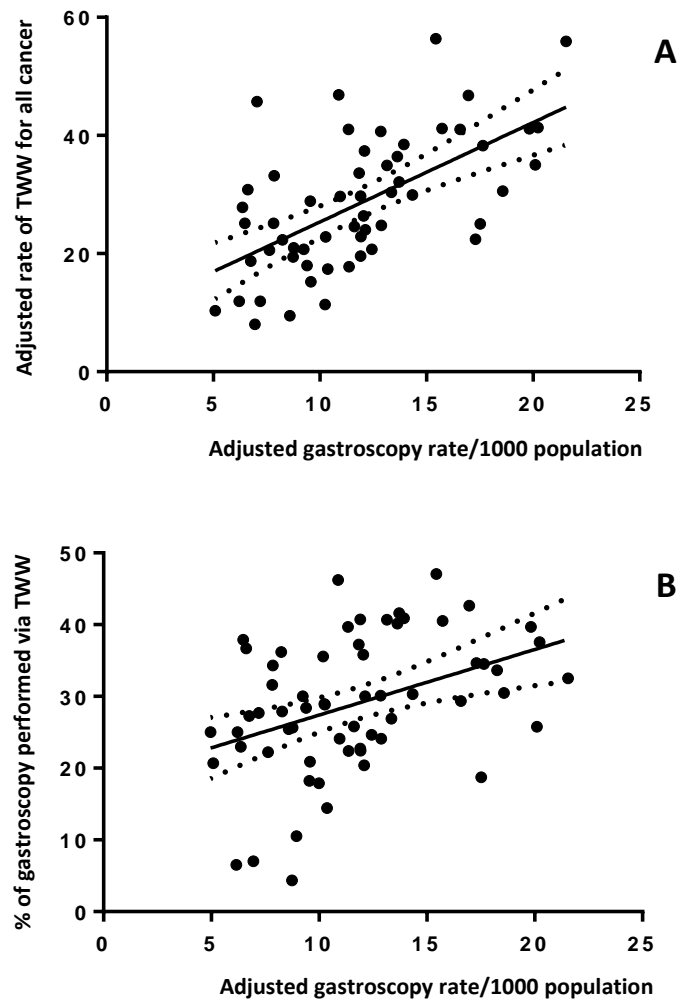 A
Adjusted rate of TWW for all cancer
60
40
20
0
0 5 10 15 20 25
Adjusted gastroscopy rate/1000 population
B
% of gastroscopy performed via TWW
50
40
30
20
10
0
0 5 10 15 20 25
Adjusted gastroscopy rate/1000 population